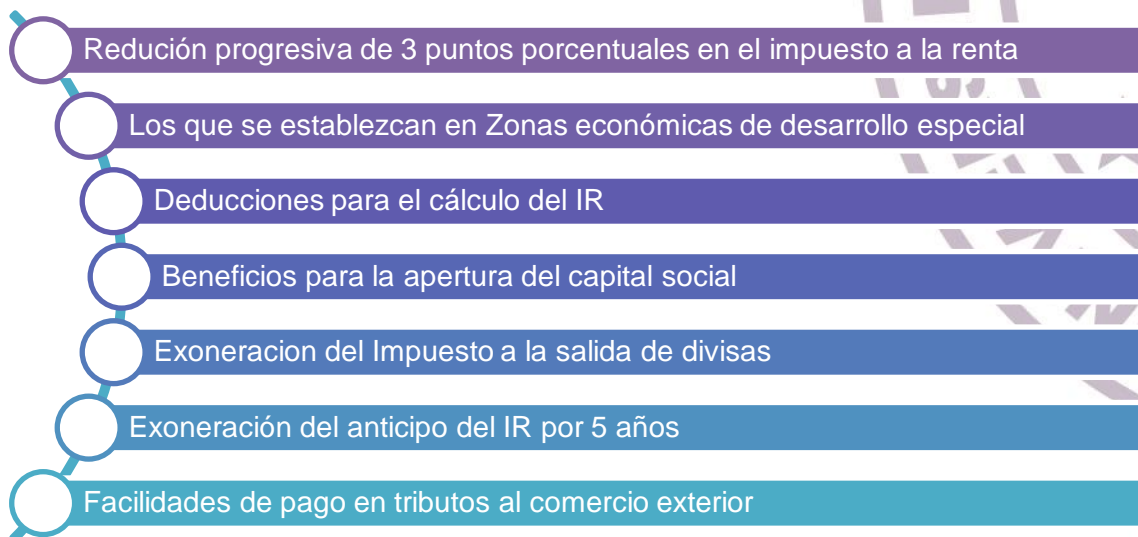 Redución progresiva de 3 puntos porcentuales en el impuesto a la renta
Los que se establezcan en Zonas económicas de desarrollo especial
Deducciones para el cálculo del IR
Beneficios para la apertura del capital social
Exoneracion del Impuesto a la salida de divisas
Exoneración del anticipo del IR por 5 años
Facilidades de pago en tributos al comercio exterior